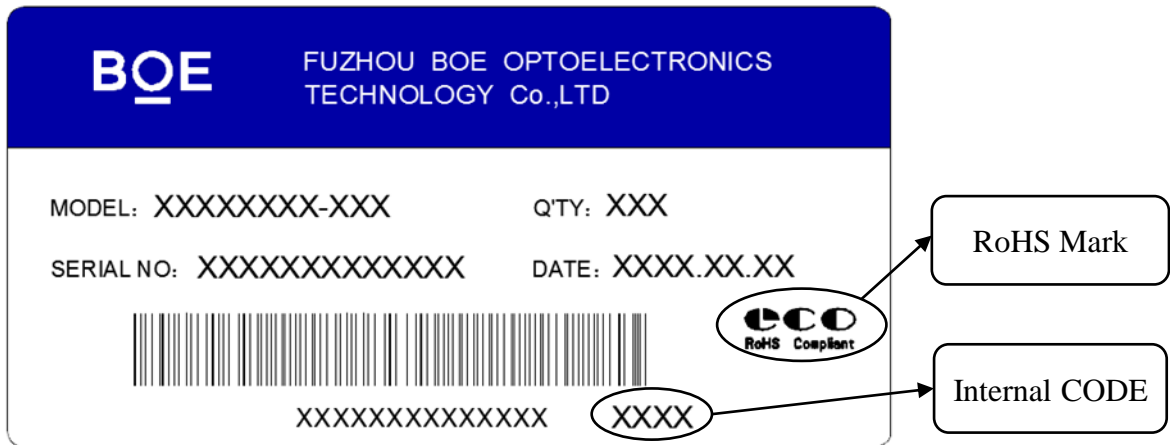 BOE
FUZHOU BOE OPTOELECTRONICS
TECHNOLOGY Co.,LTD
MODEL: XXXXXXXX-XXX Q'TY: XXX
SERIAL NO: XXXXXXXXXXXXX DATE: XXXX.XX.XX
eco
RoHS Compliant
XXXXXXXXXXXXXX XXXX
RoHS Mark
Internal CODE